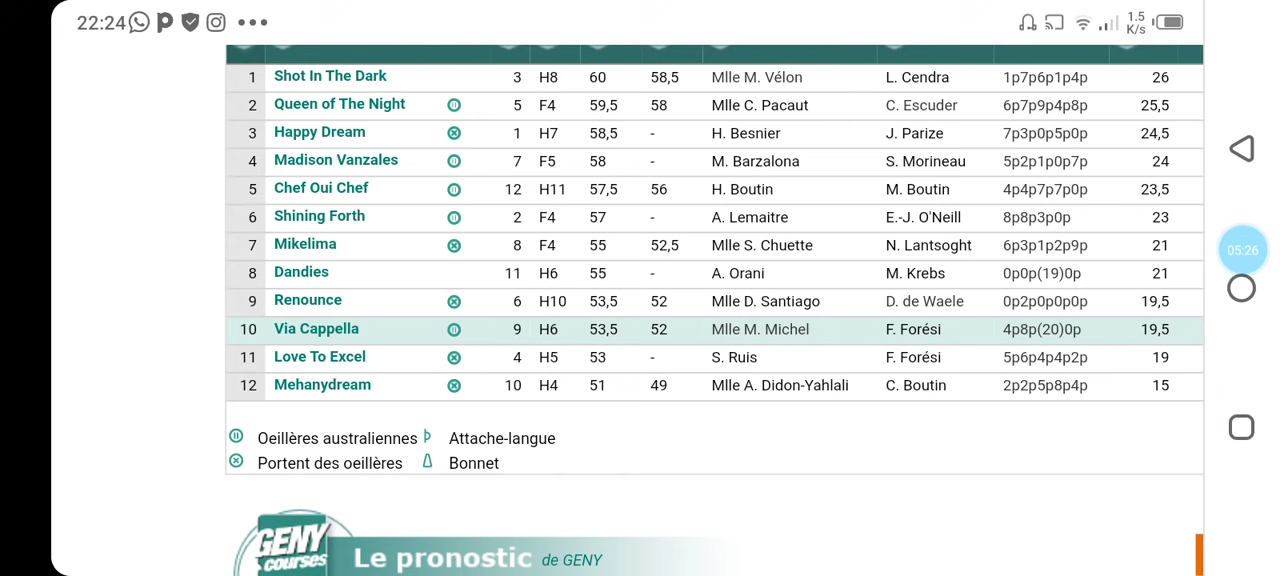 22:24
1.5 K/s
1 Shot In The Dark 3 H8 60 58,5 Mlle M. Vélon L. Cendra 1p7p6p1p4p 26
2 Queen of The Night 5 F4 59,5 58 Mlle C. Pacaut C. Escuder 6p7p9p4p8p 25,5
3 Happy Dream 1 H7 58,5 - H. Besnier J. Parize 7p3p0p5p0p 24,5
4 Madison Vanzales 7 F5 58 - M. Barzalona S. Morineau 5p2p1p0p7p 24
5 Chef Oui Chef 12 H11 57,5 56 H. Boutin M. Boutin 4p4p7p7p0p 23,5
6 Shining Forth 2 F4 57 - A. Lemaitre E.-J. O'Neill 8p8p3p0p 23
7 Mikelima 8 F4 55 52,5 Mlle S. Chuette N. Lantsoght 6p3p1p2p9p 21
8 Dandies 11 H6 55 - A. Orani M. Krebs 0p0p(19)0p 21
9 Renounce 6 H10 53,5 52 Mlle D. Santiago D. de Waele 0p2p0p0p0p 19,5
10 Via Cappella 9 H6 53,5 52 Mlle M. Michel F. Forési 4p8p(20)0p 19,5
11 Love To Excel 4 H5 53 - S. Ruis F. Forési 5p6p4p4p2p 19
12 Mehanydream 10 H4 51 49 Mlle A. Didon-Yahlali C. Boutin 2p2p5p8p4p 15
05:26
Oeillères australiennes Attache-langue
Portent des oeillères Bonnet
GENY courses
Le pronostic de GENY